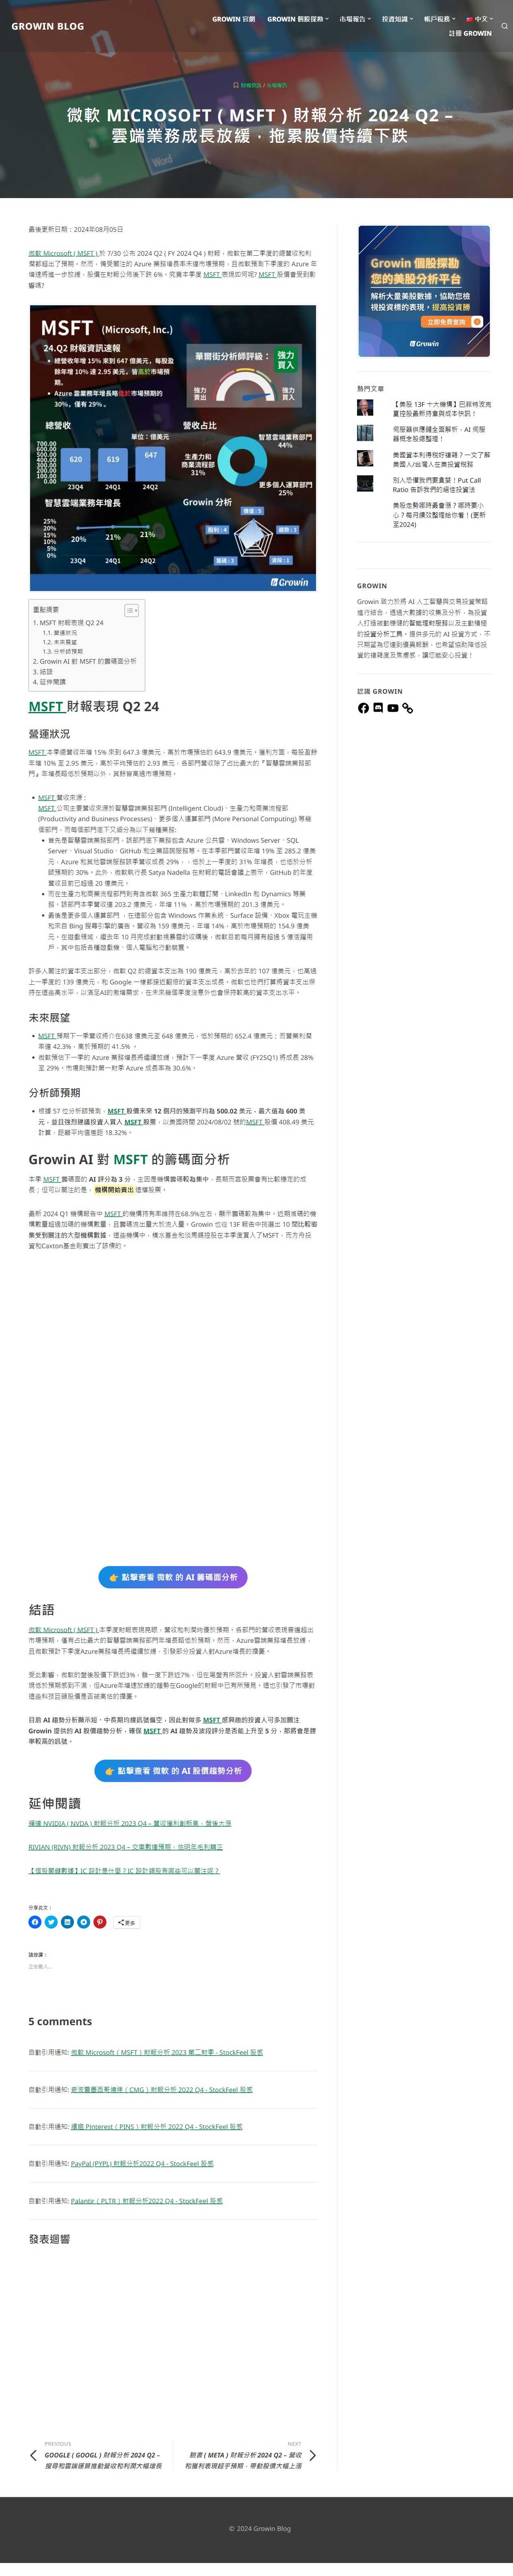 GROWIN BLOG
GROWIN 官網
GROWIN 個股探勘
市場報告
投資知識
帳戶稅務
中文
註冊 GROWIN
財報快訊 / 市場報告
微軟 MICROSOFT ( MSFT ) 財報分析 2024 Q2 –
雲端業務成長放緩，拖累股價持續下跌
最後更新日期：2024年08月05日
微軟 Microsoft ( MSFT ) 於 7/30 公布 2024 Q2 ( FY 2024 Q4 ) 財報，微軟在第二季度的總營收和利
潤都超出了預期。然而，備受關注的 Azure 業務增長率未達市場預期，且微軟預測下季度的 Azure 年
增速將進一步放緩，股價在財報公佈後下跌 6%。究竟本季度 MSFT 表現如何呢? MSFT 股價會受到影
響嗎?
MSFT (Microsoft, Inc.)
24.Q2 財報資訊速報
總營收年增 15% 來到 647 億美元，每股盈
餘年增 10% 至 2.95 美元，皆高於市場預
期。
Azure 雲業務年增長略低於預期的
30%，僅有 29% 。
華爾街分析師評級：
強力買入
強力賣出
強力買入
總營收
單位：億美元
620
619
647
23Q4
24Q1
24Q2
營收占比
生產力和商業
流程部門
31%
智慧雲端業務部門
44%
更多個人運算部門
25%
智慧雲端業務年增長
20%
21%
21%
23Q4
24Q1
24Q2
價值：5
股利：4
趨勢：1
籌碼：3
波段：1
Growin
重點摘要
1. MSFT 財報表現 Q2 24
1.1. 營運狀況
1.2. 未來展望
1.3. 分析師預期
2. Growin AI 對 MSFT 的籌碼面分析
3. 結語
4. 延伸閱讀
MSFT 財報表現 Q2 24
營運狀況
MSFT 本季總營收年增 15% 來到 647.3 億美元，高於市場預估的 643.9 億美元。獲利方面，每股盈餘
年增 10% 至 2.95 美元，高於平均預估的 2.93 美元，各部門營收除了占比最大的『智慧雲端業務部
門』年增長略低於預期以外，其餘皆高過市場預期。
MSFT 營收來源 :
MSFT 公司主要營收來源於智慧雲端業務部門 (Intelligent Cloud)、生產力和商業流程部
(Productivity and Business Processes)、更多個人運算部門 (More Personal Computing) 等幾
個部門，而每個部門底下又細分為以下幾種業務:
首先是智慧雲端業務部門，該部門底下業務包含 Azure 公共雲、Windows Server、SQL
Server、Visual Studio、GitHub 和企業諮詢服務等，在本季部門營收年增 19% 至 285.2 億美
元，Azure 和其他雲端服務該季營收成長 29%，，低於上一季度的 31% 年增長，也低於分析
師預期的 30%。此外，微軟執行長 Satya Nadella 在財報的電話會議上表示，GitHub 的年度
營收目前已超過 20 億美元。
而在生產力和商業流程部門則有含微軟 365 生產力軟體訂閱、LinkedIn 和 Dynamics 等業
務。該部門本季營收達 203.2 億美元，年增 11% ，高於市場預期的 201.3 億美元。
最後是更多個人運算部門 ，在這部分包含 Windows 作業系統、Surface 設備、Xbox 電玩主機
和來自 Bing 搜尋引擎的廣告。營收為 159 億美元，年增 14%，高於市場預期的 154.9 億美
元。在遊戲領域，繼去年 10 月完成對動視暴雪的收購後，微軟目前每月擁有超過 5 億活躍用
戶，其中包括各種遊戲機、個人電腦和行動裝置。
許多人關注的資本支出部分，微軟 Q2 的總資本支出為 190 億美元，高於去年的 107 億美元，也高過
上一季度的 139 億美元，和 Google 一樣都接近翻倍的資本支出成長。微軟也他們打算將資本支出保
持在這些高水平，以滿足AI的激增需求，在未來幾個季度沒意外也會保持較高的資本支出水平。
未來展望
MSFT 預期下一季營收將介在638 億美元至 648 億美元，低於預期的 652.4 億美元；而營業利潤
率達 42.3%，高於預期的 41.5% 。
微軟預估下一季的 Azure 業務增長將繼續放緩，預計下一季度 Azure 營收 (FY25Q1) 將成長 28%
至 29%，市場則預計第一財季 Azure 成長率為 30.6%。
分析師預期
根據 57 位分析師預測，MSFT 股價未來 12 個月的預測平均為 500.02 美元，最大值為 600 美
元，並且強烈建議投資人買入 MSFT 股票，以美國時間 2024/08/02 號的MSFT 股價 408.49 美元
計算，距離平均值差距 18.32%。
Growin AI 對 MSFT 的籌碼面分析
本季 MSFT 籌碼面的 AI 評分為 3 分，主因是機構籌碼較為集中，長期而言股票會有比較穩定的成
長；但可以關注的是，機構開始賣出這檔股票。
最新 2024 Q1 機構報告中 MSFT 的機構持有率維持在68.9%左右，顯示籌碼較為集中。近期減碼的機
構數量超過加碼的機構數量，且籌碼流出量大於流入量。Growin 也從 13F 報告中挑選出 10 間比較密
集受到關注的大型機構數據，這些機構中，橋水基金和淡馬錫控股在本季度買入了MSFT，而方舟投
資和Caxton基金則賣出了該標的。
👉 點擊查看 微軟 的 AI 籌碼面分析
結語
微軟 Microsoft ( MSFT ) 本季度財報表現亮眼，營收和利潤均優於預期。各部門的營收表現普遍超出
市場預期，僅有占比最大的智慧雲端業務部門年增長略低於預期。然而，Azure雲端業務增長放緩，
且微軟預計下季度Azure業務增長將繼續放緩，引發部分投資人對Azure增長的擔憂。
受此影響，微軟的盤後股價下跌近3%，雖一度下跌近7%，但在尾盤有所回升。投資人對雲端業務表
現低於預期感到不滿，但Azure年增速放緩的趨勢在Google的財報中已有所預見。這也引發了市場對
這些科技巨頭股價是否被高估的擔憂。
目前 AI 趨勢分析顯示短、中長期均線訊號偏空，因此對做多 MSFT 感興趣的投資人可多加關注
Growin 提供的 AI 股價趨勢分析，確保 MSFT 的 AI 趨勢及波段評分是否能上升至 5 分，那將會是勝
率較高的訊號。
👉 點擊查看 微軟 的 AI 股價趨勢分析
延伸閱讀
輝達 NVIDIA ( NVDA ) 財報分析 2023 Q4 – 營收獲利創新高，盤後大漲
RIVIAN (RIVN) 財報分析 2023 Q4 – 交車數達預期，估明年毛利轉正
【個股關鍵數據】IC 設計是什麼？IC 設計類股有哪些可以關注呢？
分享此文：
更多
請按讚：
正在載入...
5 comments
自動引用通知: 微軟 Microsoft ( MSFT ) 財報分析 2023 第二財季 - StockFeel 股感
自動引用通知: 奇波雷墨西哥燒烤（CMG）財報分析 2022 Q4 - StockFeel 股感
自動引用通知: 繽趣 Pinterest（PINS）財報分析 2022 Q4 - StockFeel 股感
自動引用通知: PayPal (PYPL) 財報分析2022 Q4 - StockFeel 股感
自動引用通知: Palantir（PLTR）財報分析2022 Q4 - StockFeel 股感
發表迴響
PREVIOUS
GOOGLE ( GOOGL ) 財報分析 2024 Q2 –
搜尋和雲端運算推動營收和利潤大幅增長
NEXT
臉書 ( META ) 財報分析 2024 Q2 – 營收
和獲利表現超乎預期，帶動股價大幅上漲
Growin 個股探勘
您的美股分析平台
解析大量美股數據，協助您檢
視投資標的表現，提高投資勝
立即免費查詢
Growin
熱門文章
【美股 13F 十大機構】巴菲特波克
夏控股最新持倉與成本快訊！
伺服器供應鏈全面解析，AI 伺服
器概念股總整理！
美國資本利得稅好複雜？一文了解
美國人/台灣人在美投資稅務
別人恐懼我們要貪婪！Put Call
Ratio 告訴我們的絕佳投資法
美股走勢哪時最會漲？哪時要小
心？每月績效整理給你看！(更新
至2024)
GROWIN
Growin 致力於將 AI 人工智慧與交易投資策略
進行結合，透過大數據的收集及分析，為投資
人打造被動穩健的智能理財服務以及主動積極
的投資分析工具。提供多元的 AI 投資方式，不
只期望為您達到優異報酬，也希望協助降低投
資的複雜度及焦慮感，讓您能安心投資！
認識 GROWIN
© 2024 Growin Blog